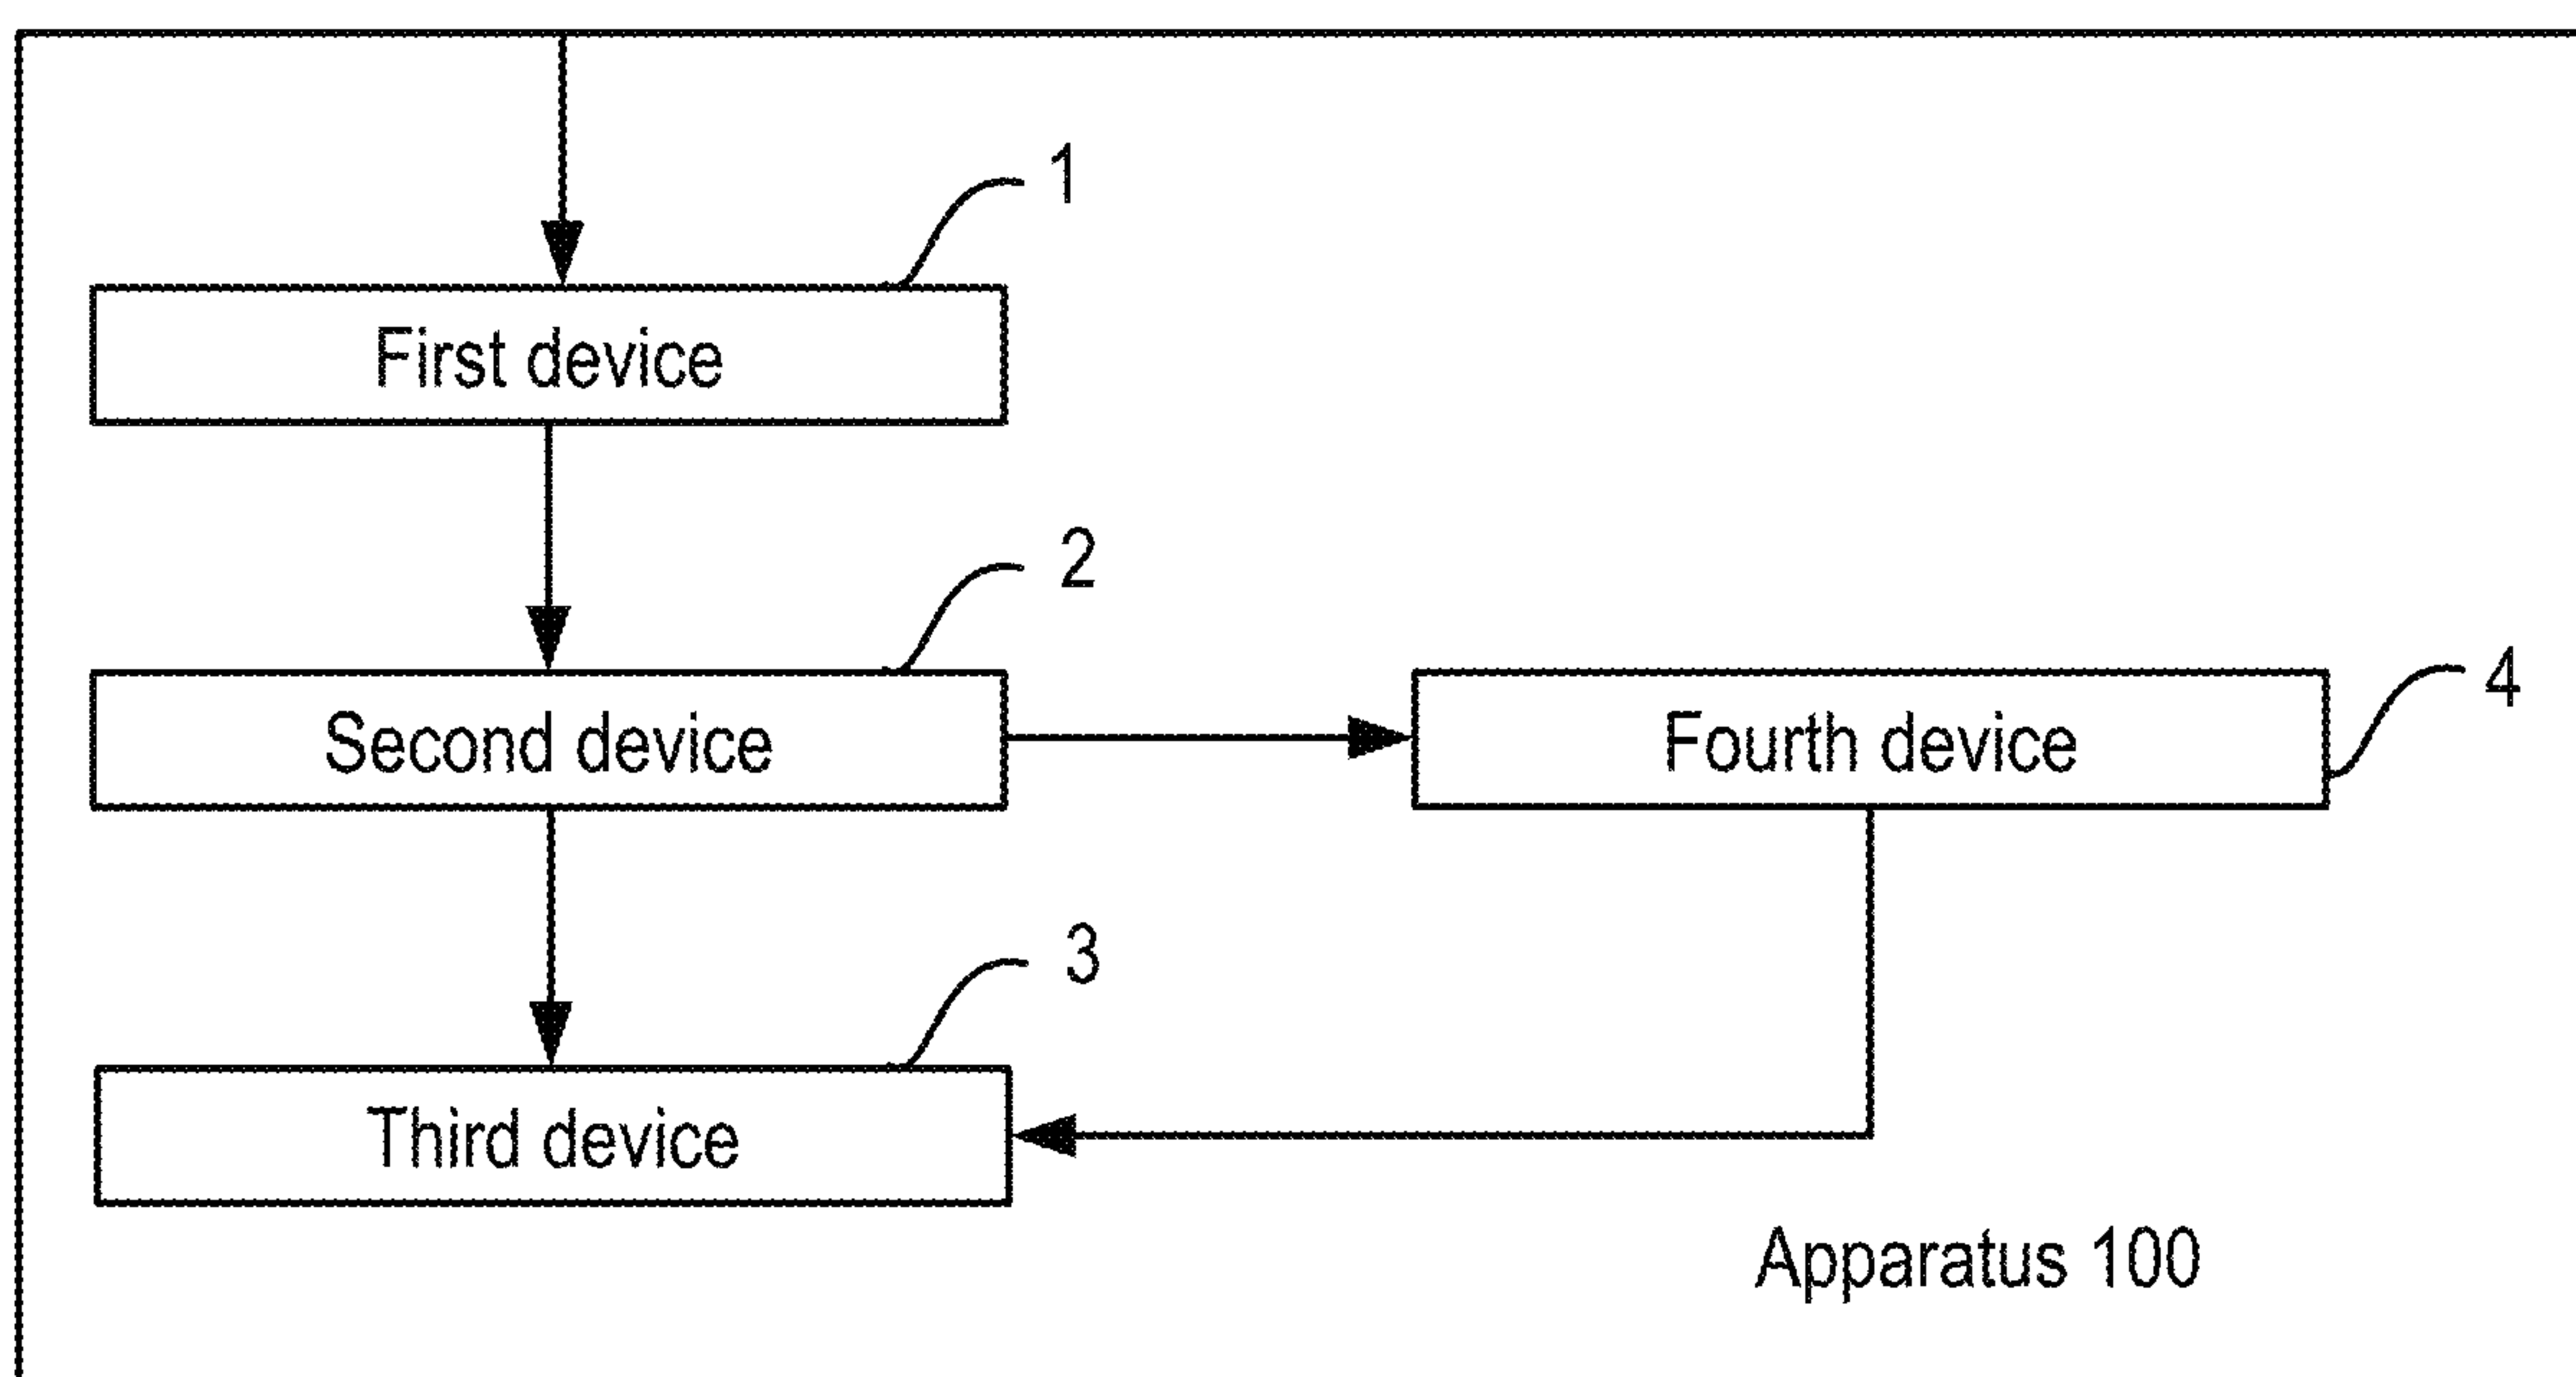 1
First device
2
Second device
4
Fourth device
3
Third device
Apparatus 100